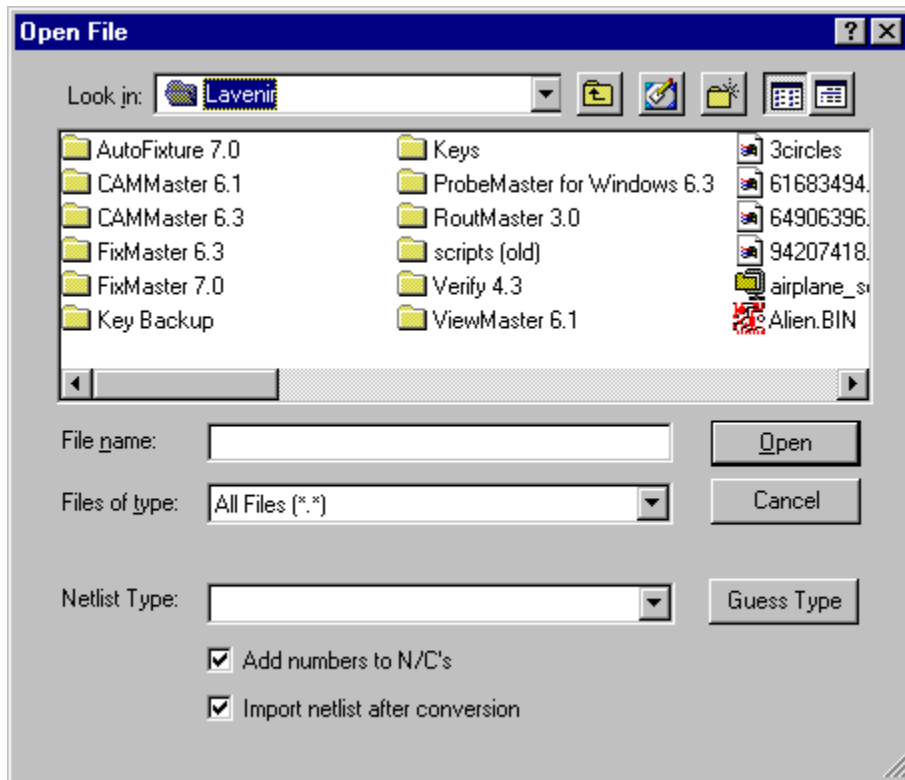 Open File
Look in: Lavenir
AutoFixture 7.0 Keys 3circles
CAMMaster 6.1 ProbeMaster for Windows 6.3 61683494.
CAMMaster 6.3 RoutMaster 3.0 64906396.
FixMaster 6.3 scripts (old) 94207418.
FixMaster 7.0 Verify 4.3 airplane_s
Key Backup ViewMaster 6.1 Alien.BIN
File name: Open
Files of type: All Files (*.*) Cancel
Netlist Type: Guess Type
Add numbers to N/C's
Import netlist after conversion